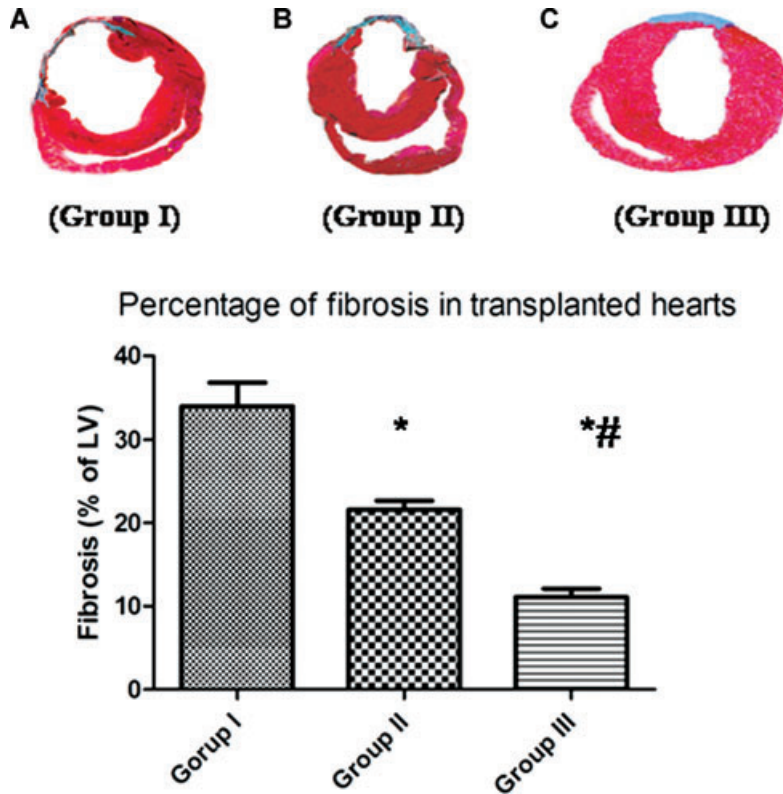 A B C
(Group I) (Group II) (Group III)
Percentage of fibrosis in transplanted hearts
Fibrosis (% of LV)
40
30
20
10
0
* *#
Gorup I Group II Group III